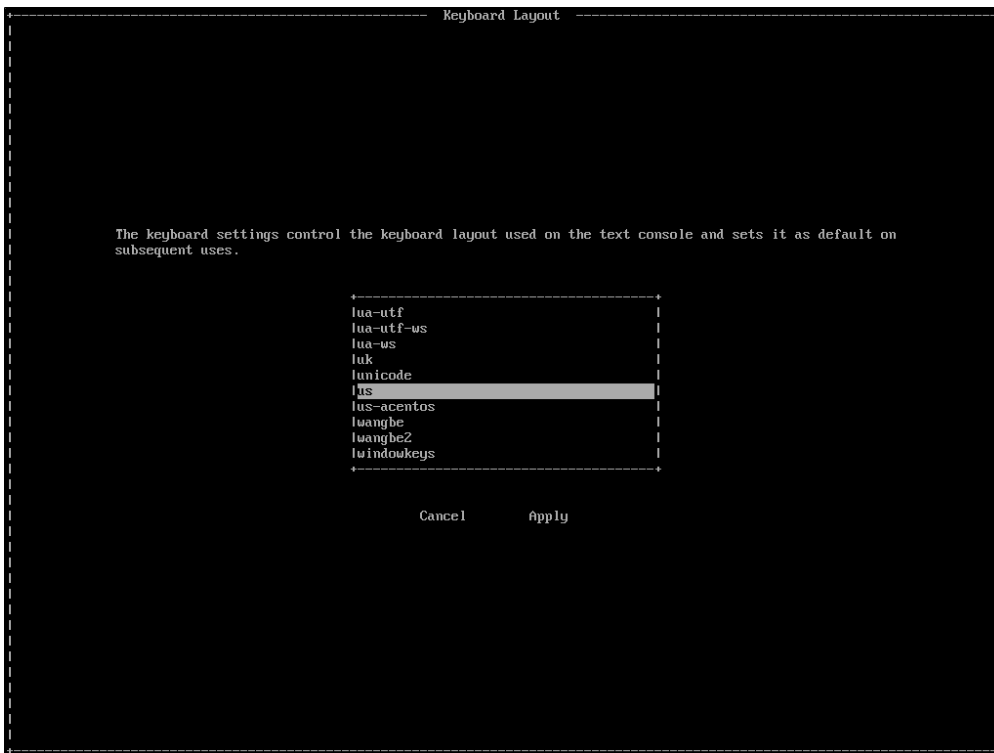 Keyboard Layout
The keyboard settings control the keyboard layout used on the text console and sets it as default on
subsequent uses.
ua-utf
ua-utf-ws
ua-ws
uk
unicode
us
us-acentos
wangbe
wangbe2
windowkeys
Cancel Apply